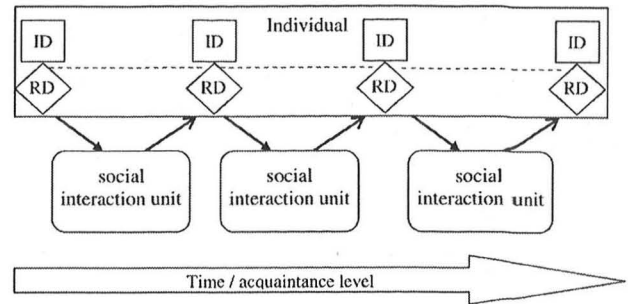 Individual
ID ID ID ID
RD RD RD RD
social interaction unit
social interaction unit
social interaction unit
Time / acquaintance level